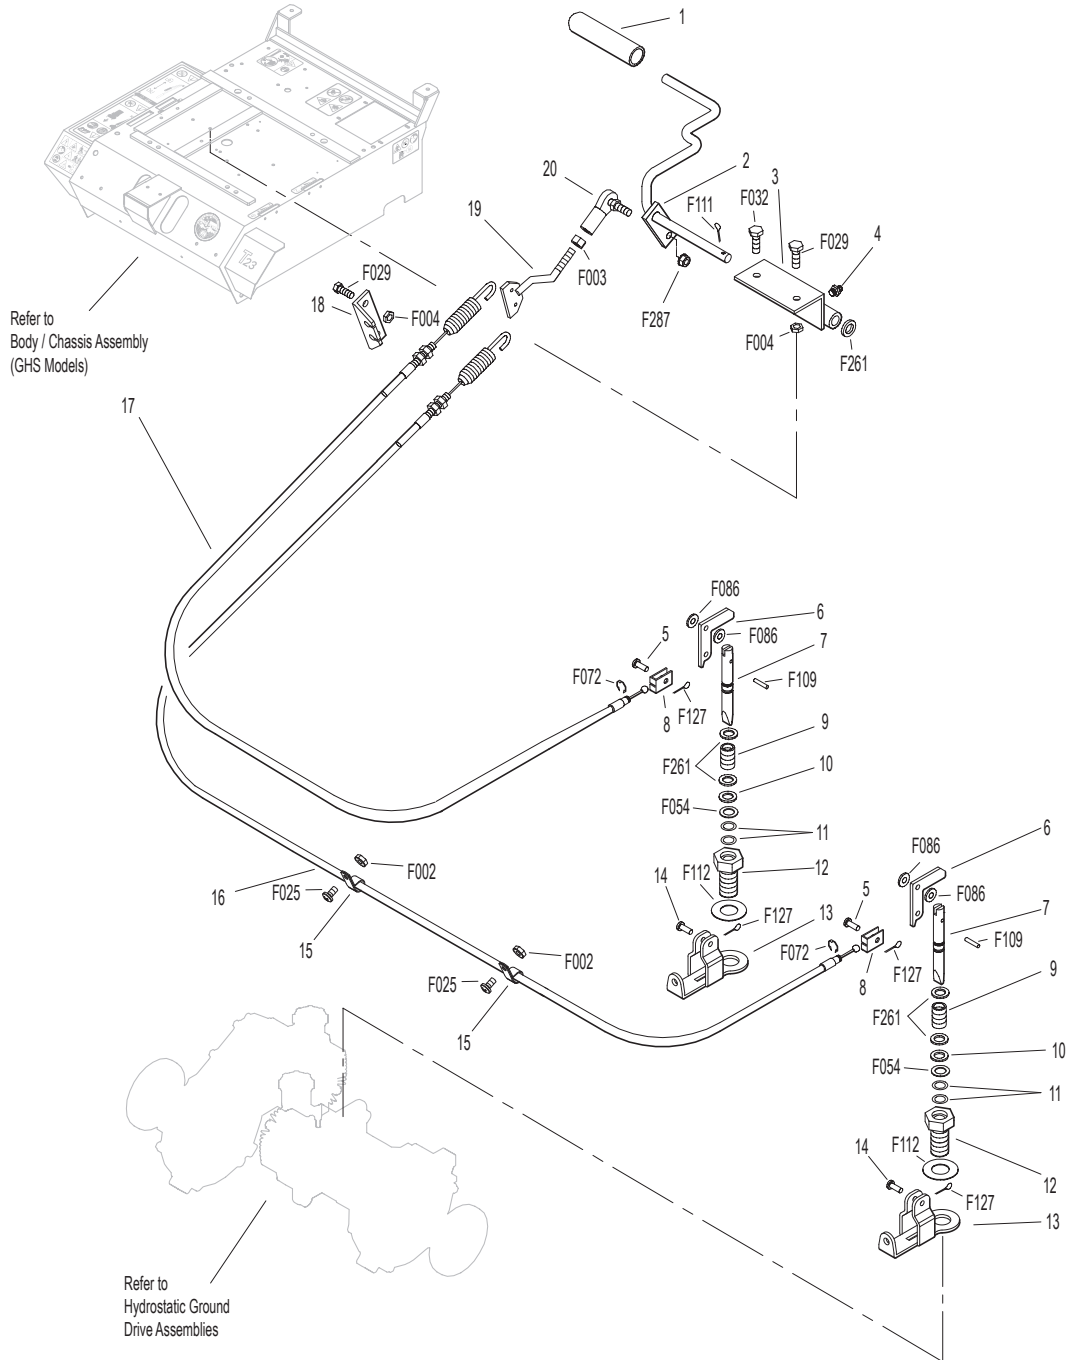 1
20
2
3
F032
19
F111
F029
4
F003
F029
F287
18
F004
F004
F261
T23
Refer to
Body / Chassis Assembly
(GHS Models)
17
F086
6
5
F086
7
F072
F109
8
F127
9
F261
10
F054
11
F002
F086
6
16
F025
14
F112
12
5
F086
7
15
F127
13
F072
F109
F002
F127
8
9
F025
F261
15
10
F054
11
F112
14
12
F127
13
Refer to
Hydrostatic Ground
Drive Assemblies